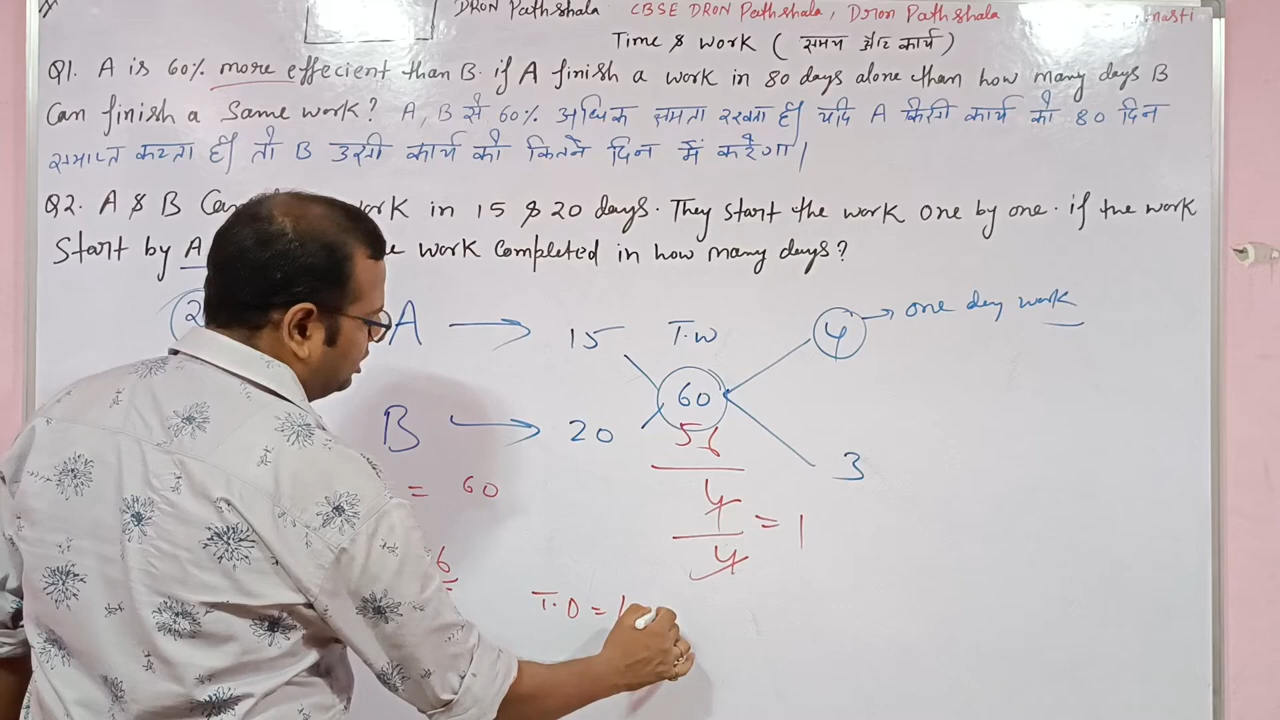 DRON Pathshala CBSE DRON Pathshala, Dron Pathshala
Time & Work ( समय और कार्य )
Q1. A is 60% more effecient than B. if A finish a work in 80 days alone than how many days B
Can finish a Same work? A, B से 60% अधिक क्षमता रखता है। यदि A किसी कार्य को 80 दिन
समाप्त करता है। तो B उसी कार्य को कितने दिन में करेगा।
Q2. A & B Can work in 15 & 20 days. They start the work one by one. if the work
Start by A work completed in how many days?
A → 15 T.W 4 → one day work
60
B → 20 56 3
= 60 4
4 = 1
6
T.D = 1